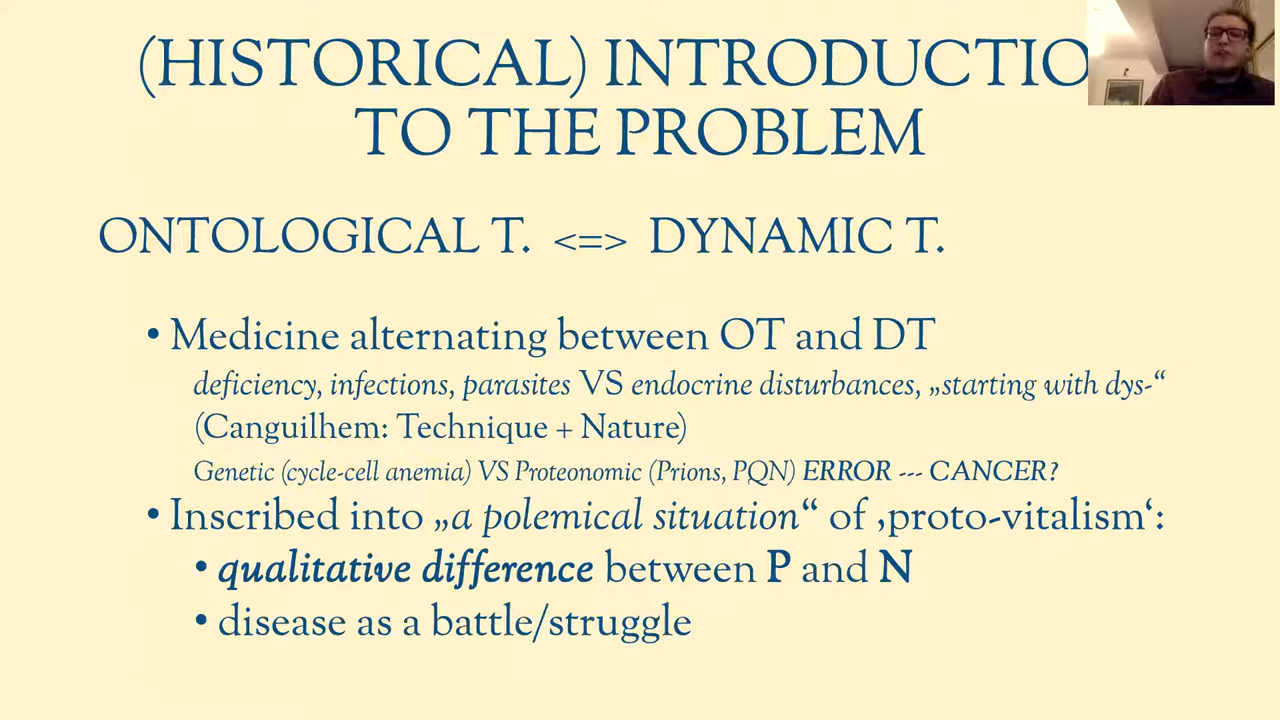 (HISTORICAL) INTRODUCTIO
TO THE PROBLEM
ONTOLOGICAL T. <=> DYNAMIC T.
• Medicine alternating between OT and DT
deficiency, infections, parasites VS endocrine disturbances, „starting with dys-“
(Canguilhem: Technique + Nature)
Genetic (cycle-cell anemia) VS Proteonomic (Prions, PQN) ERROR --- CANCER?
• Inscribed into „a polemical situation“ of ‚proto-vitalism‘:
• qualitative difference between P and N
• disease as a battle/struggle